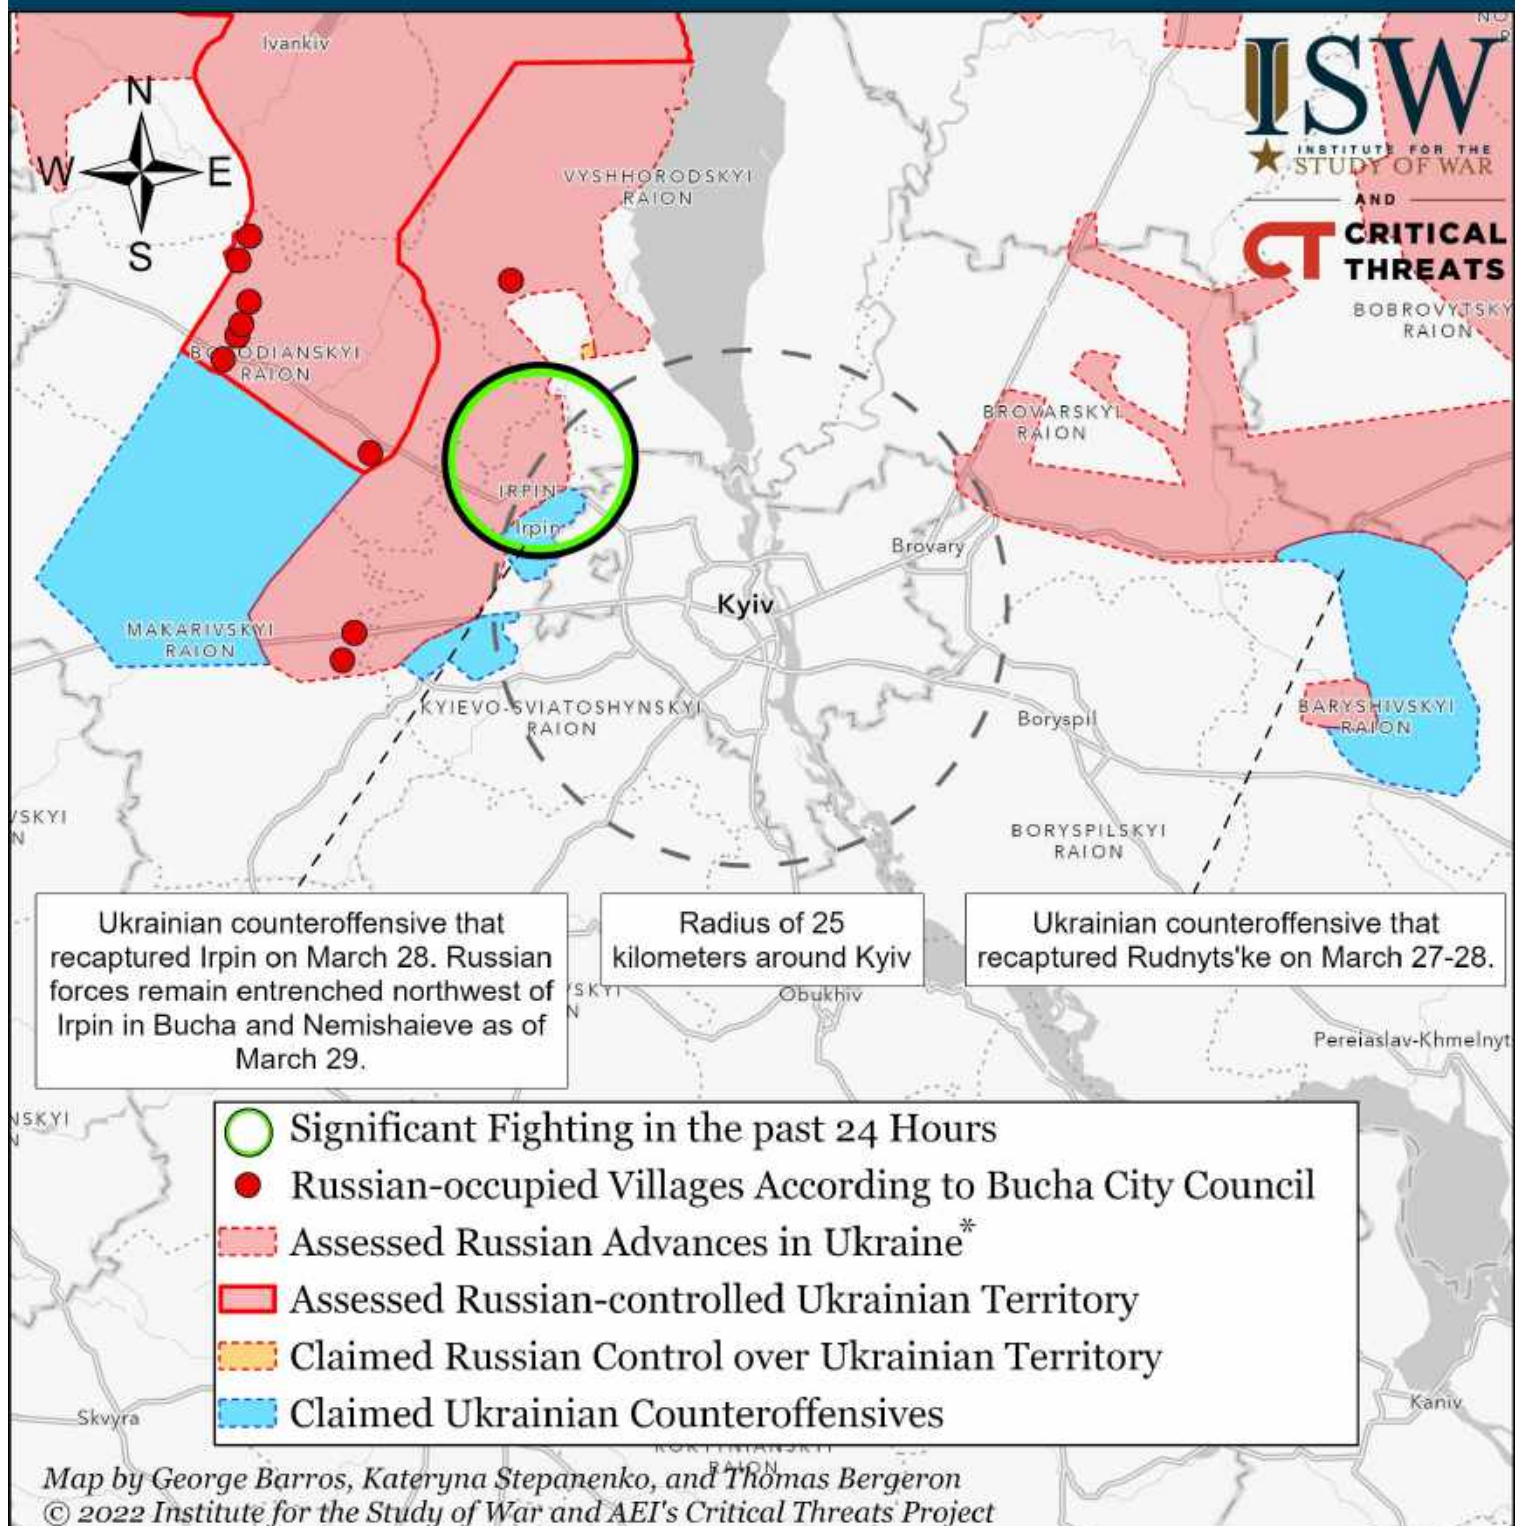 Ivankiv
N
W
E
S
ISW
INSTITUTE FOR THE
STUDY OF WAR
AND
CT CRITICAL
THREATS
VYSHHORODSKYI
RAION
BOBROVYTSKY
RAION
RAION
BROVARSKYI
RAION
IRPIN
Irpin
Brovary
Kyiv
MAKARIVSKYI
RAION
KYIEVO-SVIATOSHYNSKYI
RAION
Boryspil
BARYSHIVSKYI
RAION
BORYSPILSKYI
RAION
Ukrainian counteroffensive that
recaptured Irpin on March 28. Russian
forces remain entrenched northwest of
Irpin in Bucha and Nemishaieve as of
March 29.
Radius of 25
kilometers around Kyiv
Ukrainian counteroffensive that
recaptured Rudnyts'ke on March 27-28.
Obukhiv
Pereiaslav-Khmelnyt
Significant Fighting in the past 24 Hours
Russian-occupied Villages According to Bucha City Council
Assessed Russian Advances in Ukraine*
Assessed Russian-controlled Ukrainian Territory
Claimed Russian Control over Ukrainian Territory
Claimed Ukrainian Counteroffensives
Skvyra
Kaniv
RAION
Map by George Barros, Kateryna Stepanenko, and Thomas Bergeron
© 2022 Institute for the Study of War and AEI's Critical Threats Project